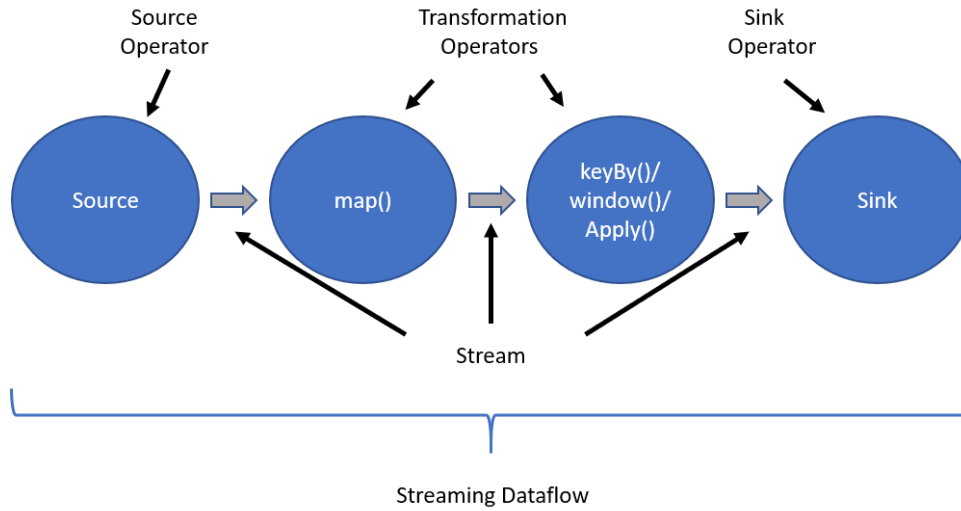 Source
Operator
Transformation
Operators
Sink
Operator
Source
map()
keyBy()/
window()/
Apply()
Sink
Stream
Streaming Dataflow